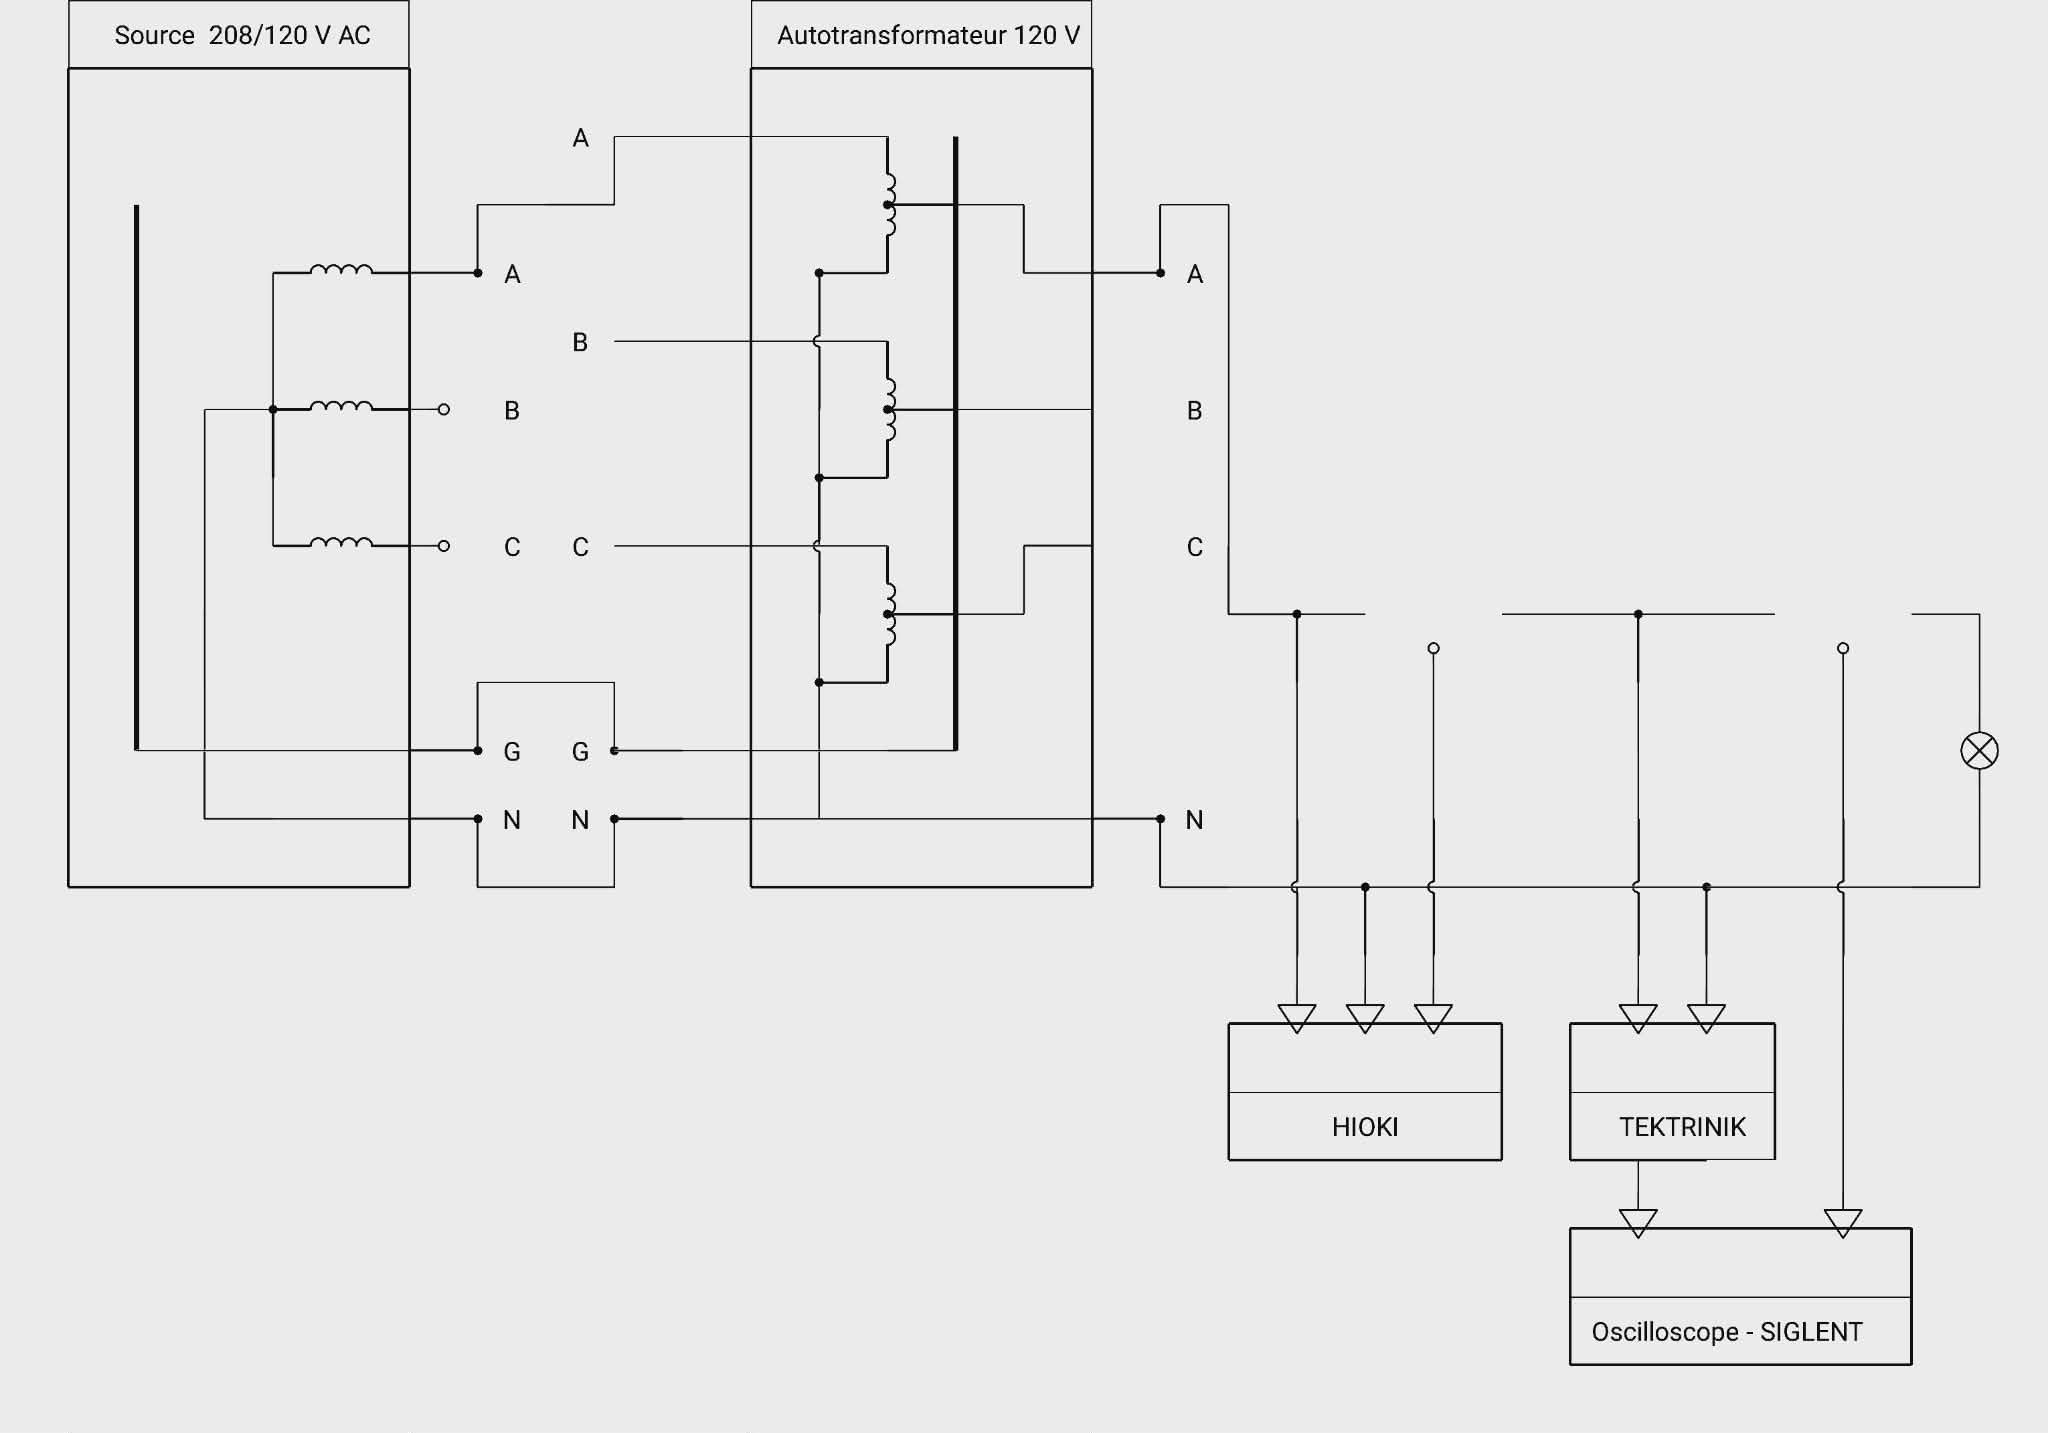 Source 208/120 V AC
Autotransformateur 120 V
A
A
A
B
B
B
C
C
C
G
G
N
N
N
HIOKI
TEKTRINIK
Oscilloscope - SIGLENT